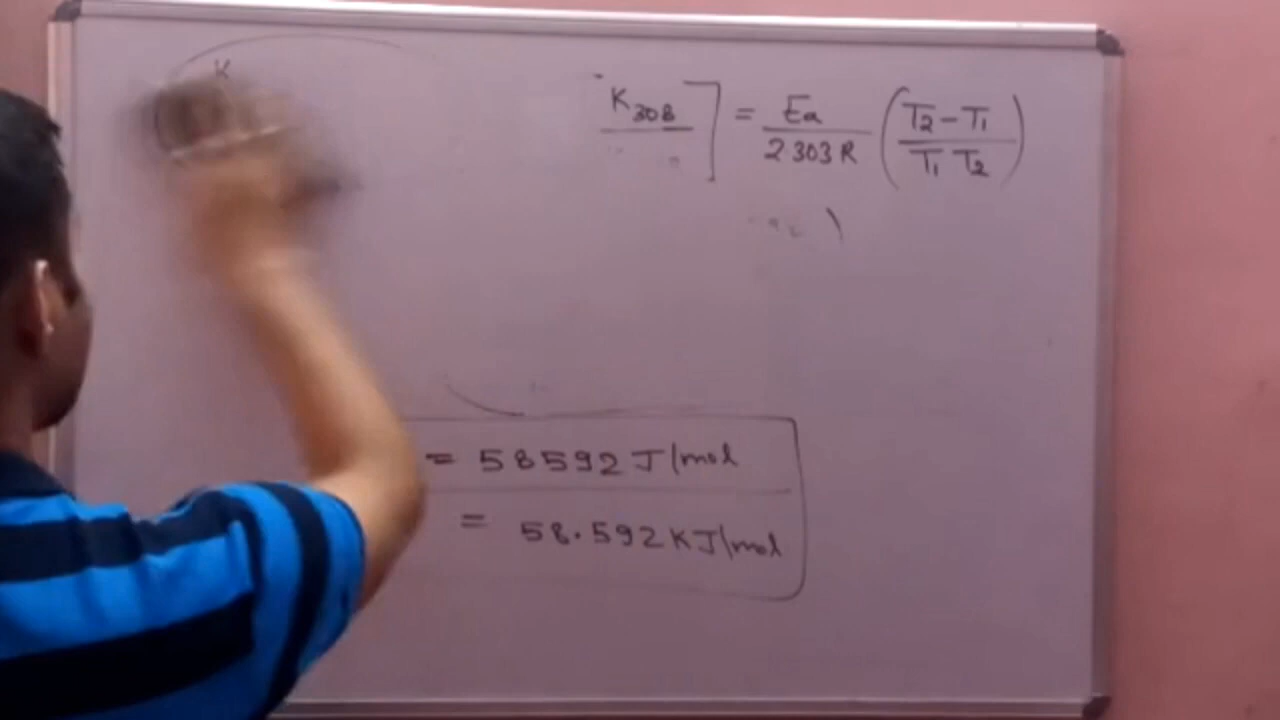 K
K308 ] = Ea / 2.303 R ( T2 - T1 / T1 T2 )
)
= 58592 J/mol
= 58.592 KJ/mol